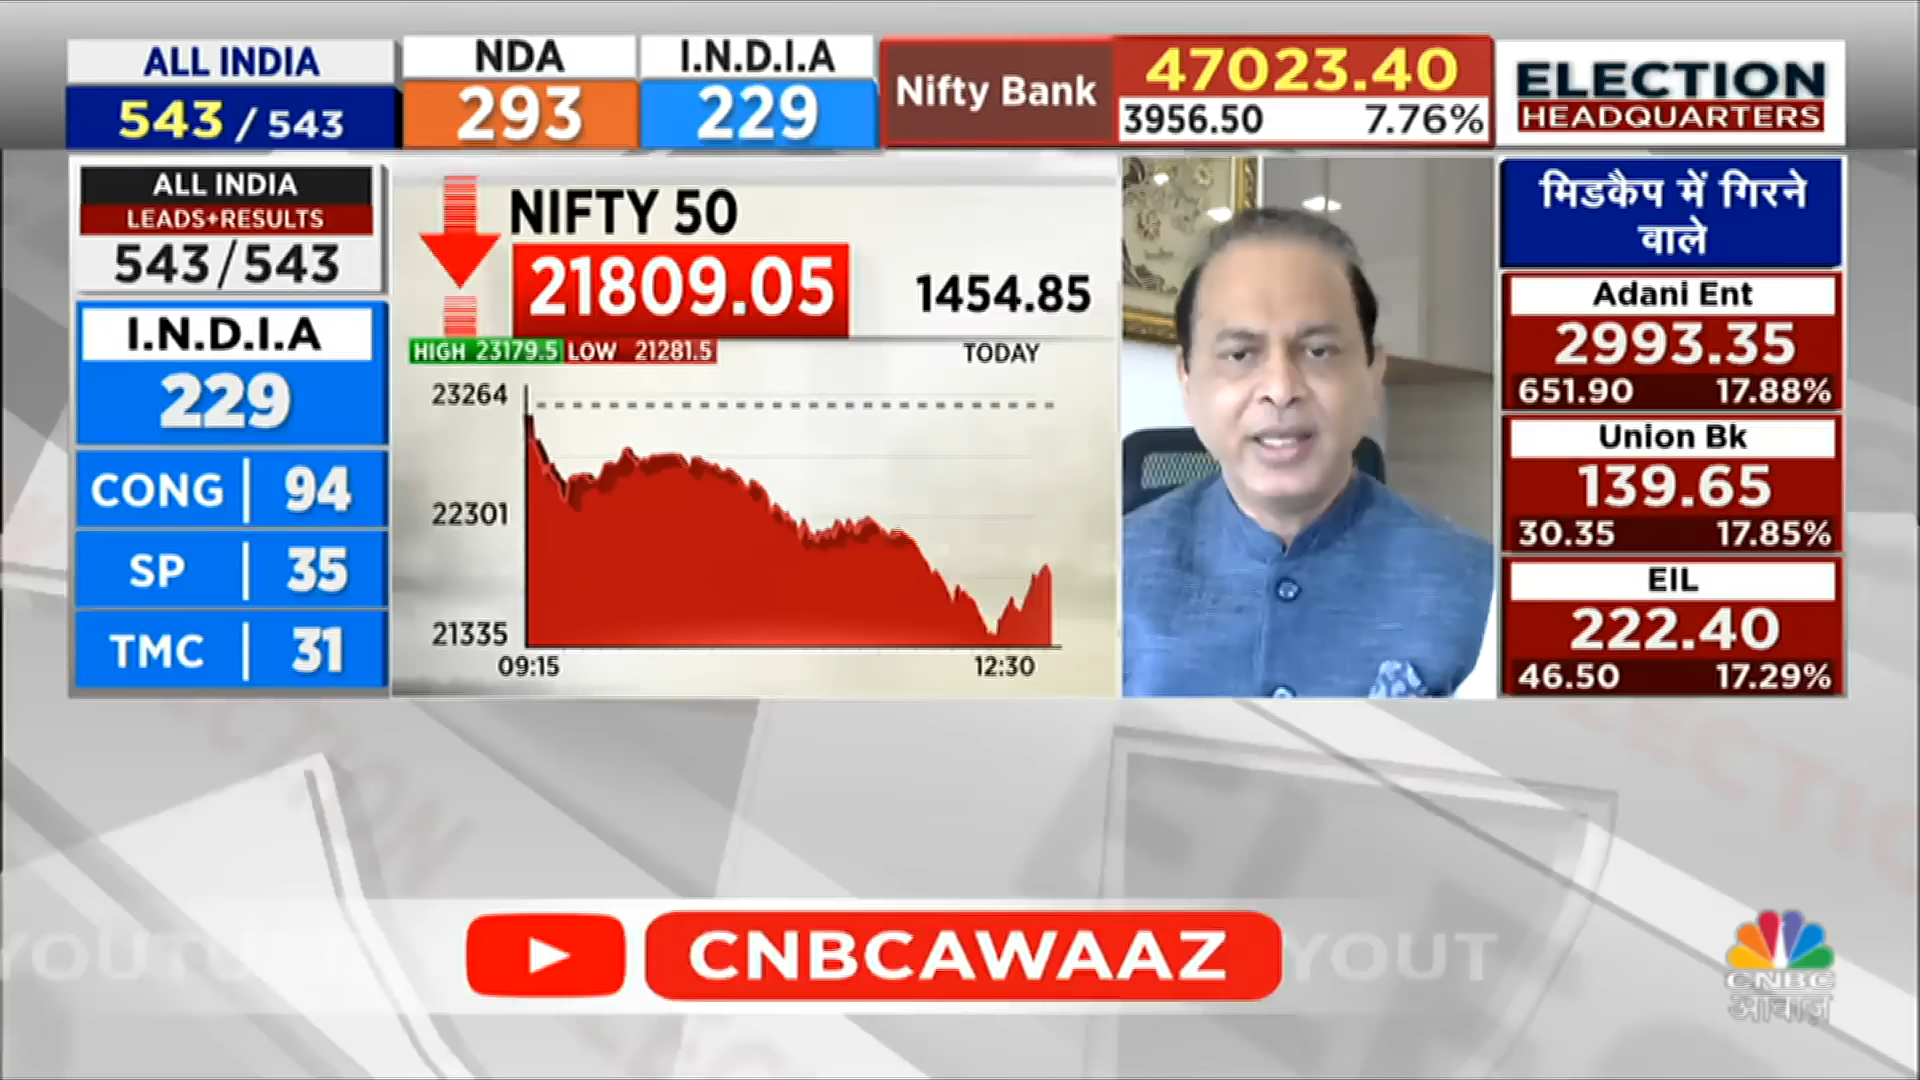 ALL INDIA
543 / 543
NDA
293
I.N.D.I.A
229
Nifty Bank
47023.40
3956.50 7.76%
ELECTION
HEADQUARTERS
ALL INDIA
LEADS+RESULTS
543/543
I.N.D.I.A
229
CONG 94
SP 35
TMC 31
NIFTY 50
21809.05
1454.85
HIGH 23179.5 LOW 21281.5
TODAY
23264
22301
21335
09:15 12:30
मिडकैप में गिरने
वाले
Adani Ent
2993.35
651.90 17.88%
Union Bk
139.65
30.35 17.85%
EIL
222.40
46.50 17.29%
CNBCAWAAZ
YOUT
CNBC
आवाज़